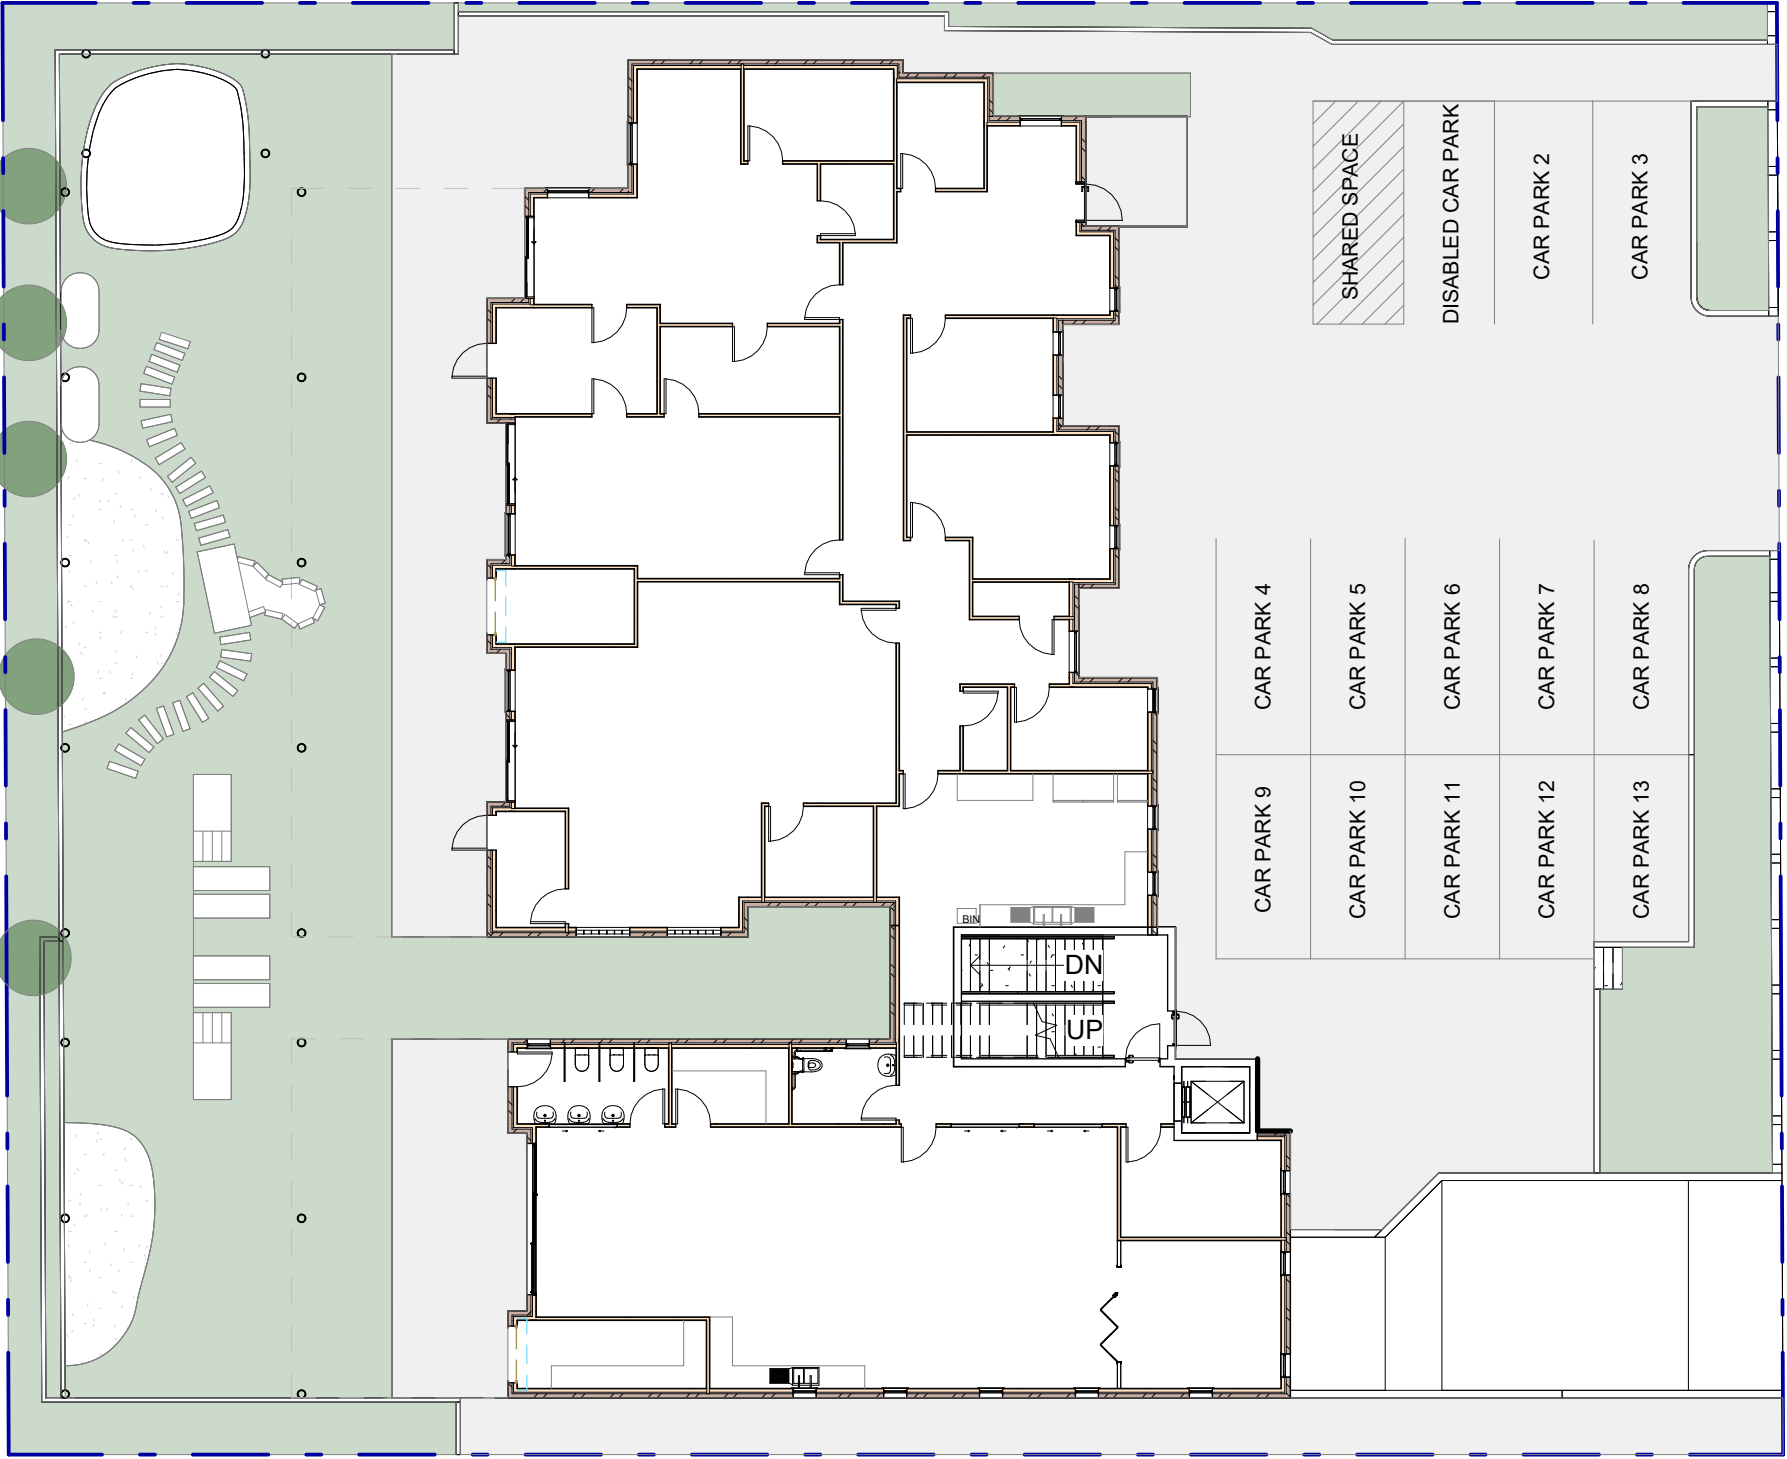 SHARED SPACE
DISABLED CAR PARK
CAR PARK 2
CAR PARK 3
CAR PARK 4
CAR PARK 5
CAR PARK 6
CAR PARK 7
CAR PARK 8
CAR PARK 9
CAR PARK 10
CAR PARK 11
CAR PARK 12
CAR PARK 13
BIN
DN
UP